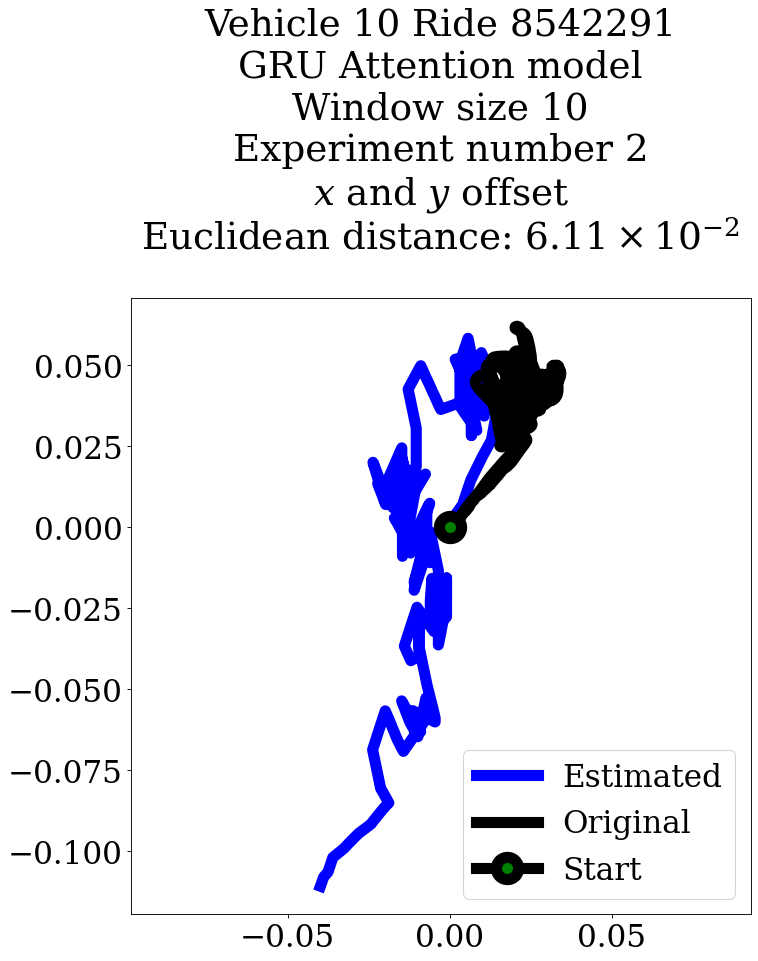 Vehicle 10 Ride 8542291
GRU Attention model
Window size 10
Experiment number 2
x and y offset
Euclidean distance: 6.11 × 10⁻²
0.050
0.025
0.000
−0.025
−0.050
−0.075
−0.100
Estimated
Original
Start
−0.05 0.00 0.05